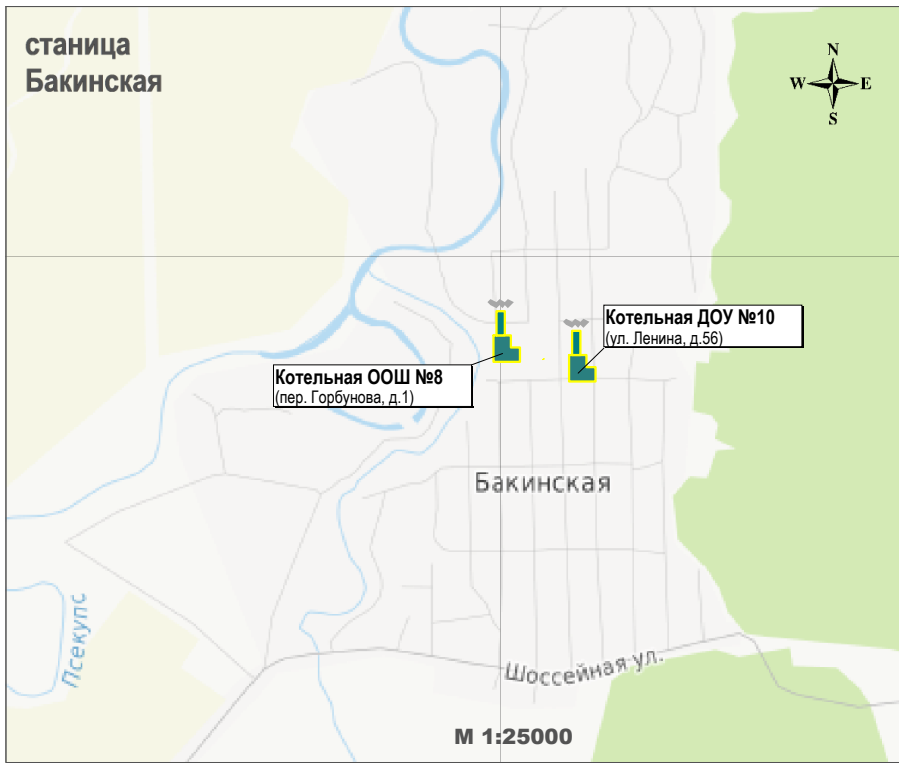 станица
Бакинская
N
W E
S
Котельная ДОУ №10
(ул. Ленина, д.56)
Котельная ООШ №8
(пер. Горбунова, д.1)
Бакинская
Псекупс
Шоссейная ул.
М 1:25000